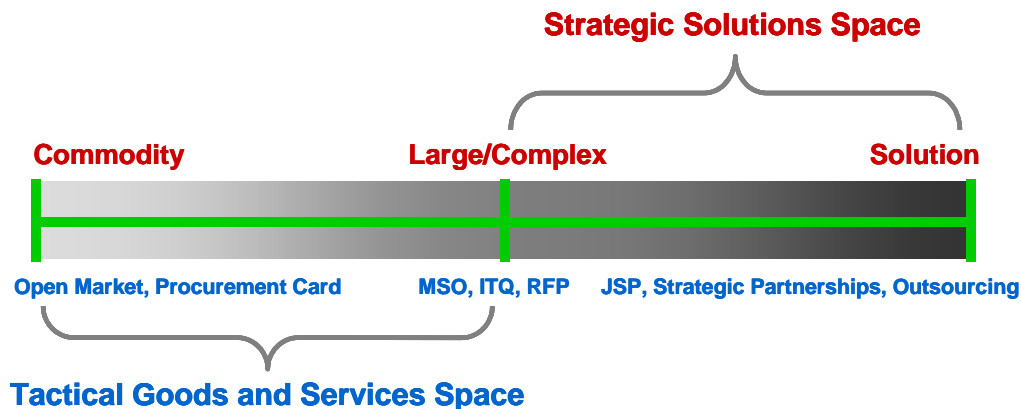 Strategic Solutions Space
Commodity
Large/Complex
Solution
Open Market, Procurement Card
MSO, ITQ, RFP
JSP, Strategic Partnerships, Outsourcing
Tactical Goods and Services Space